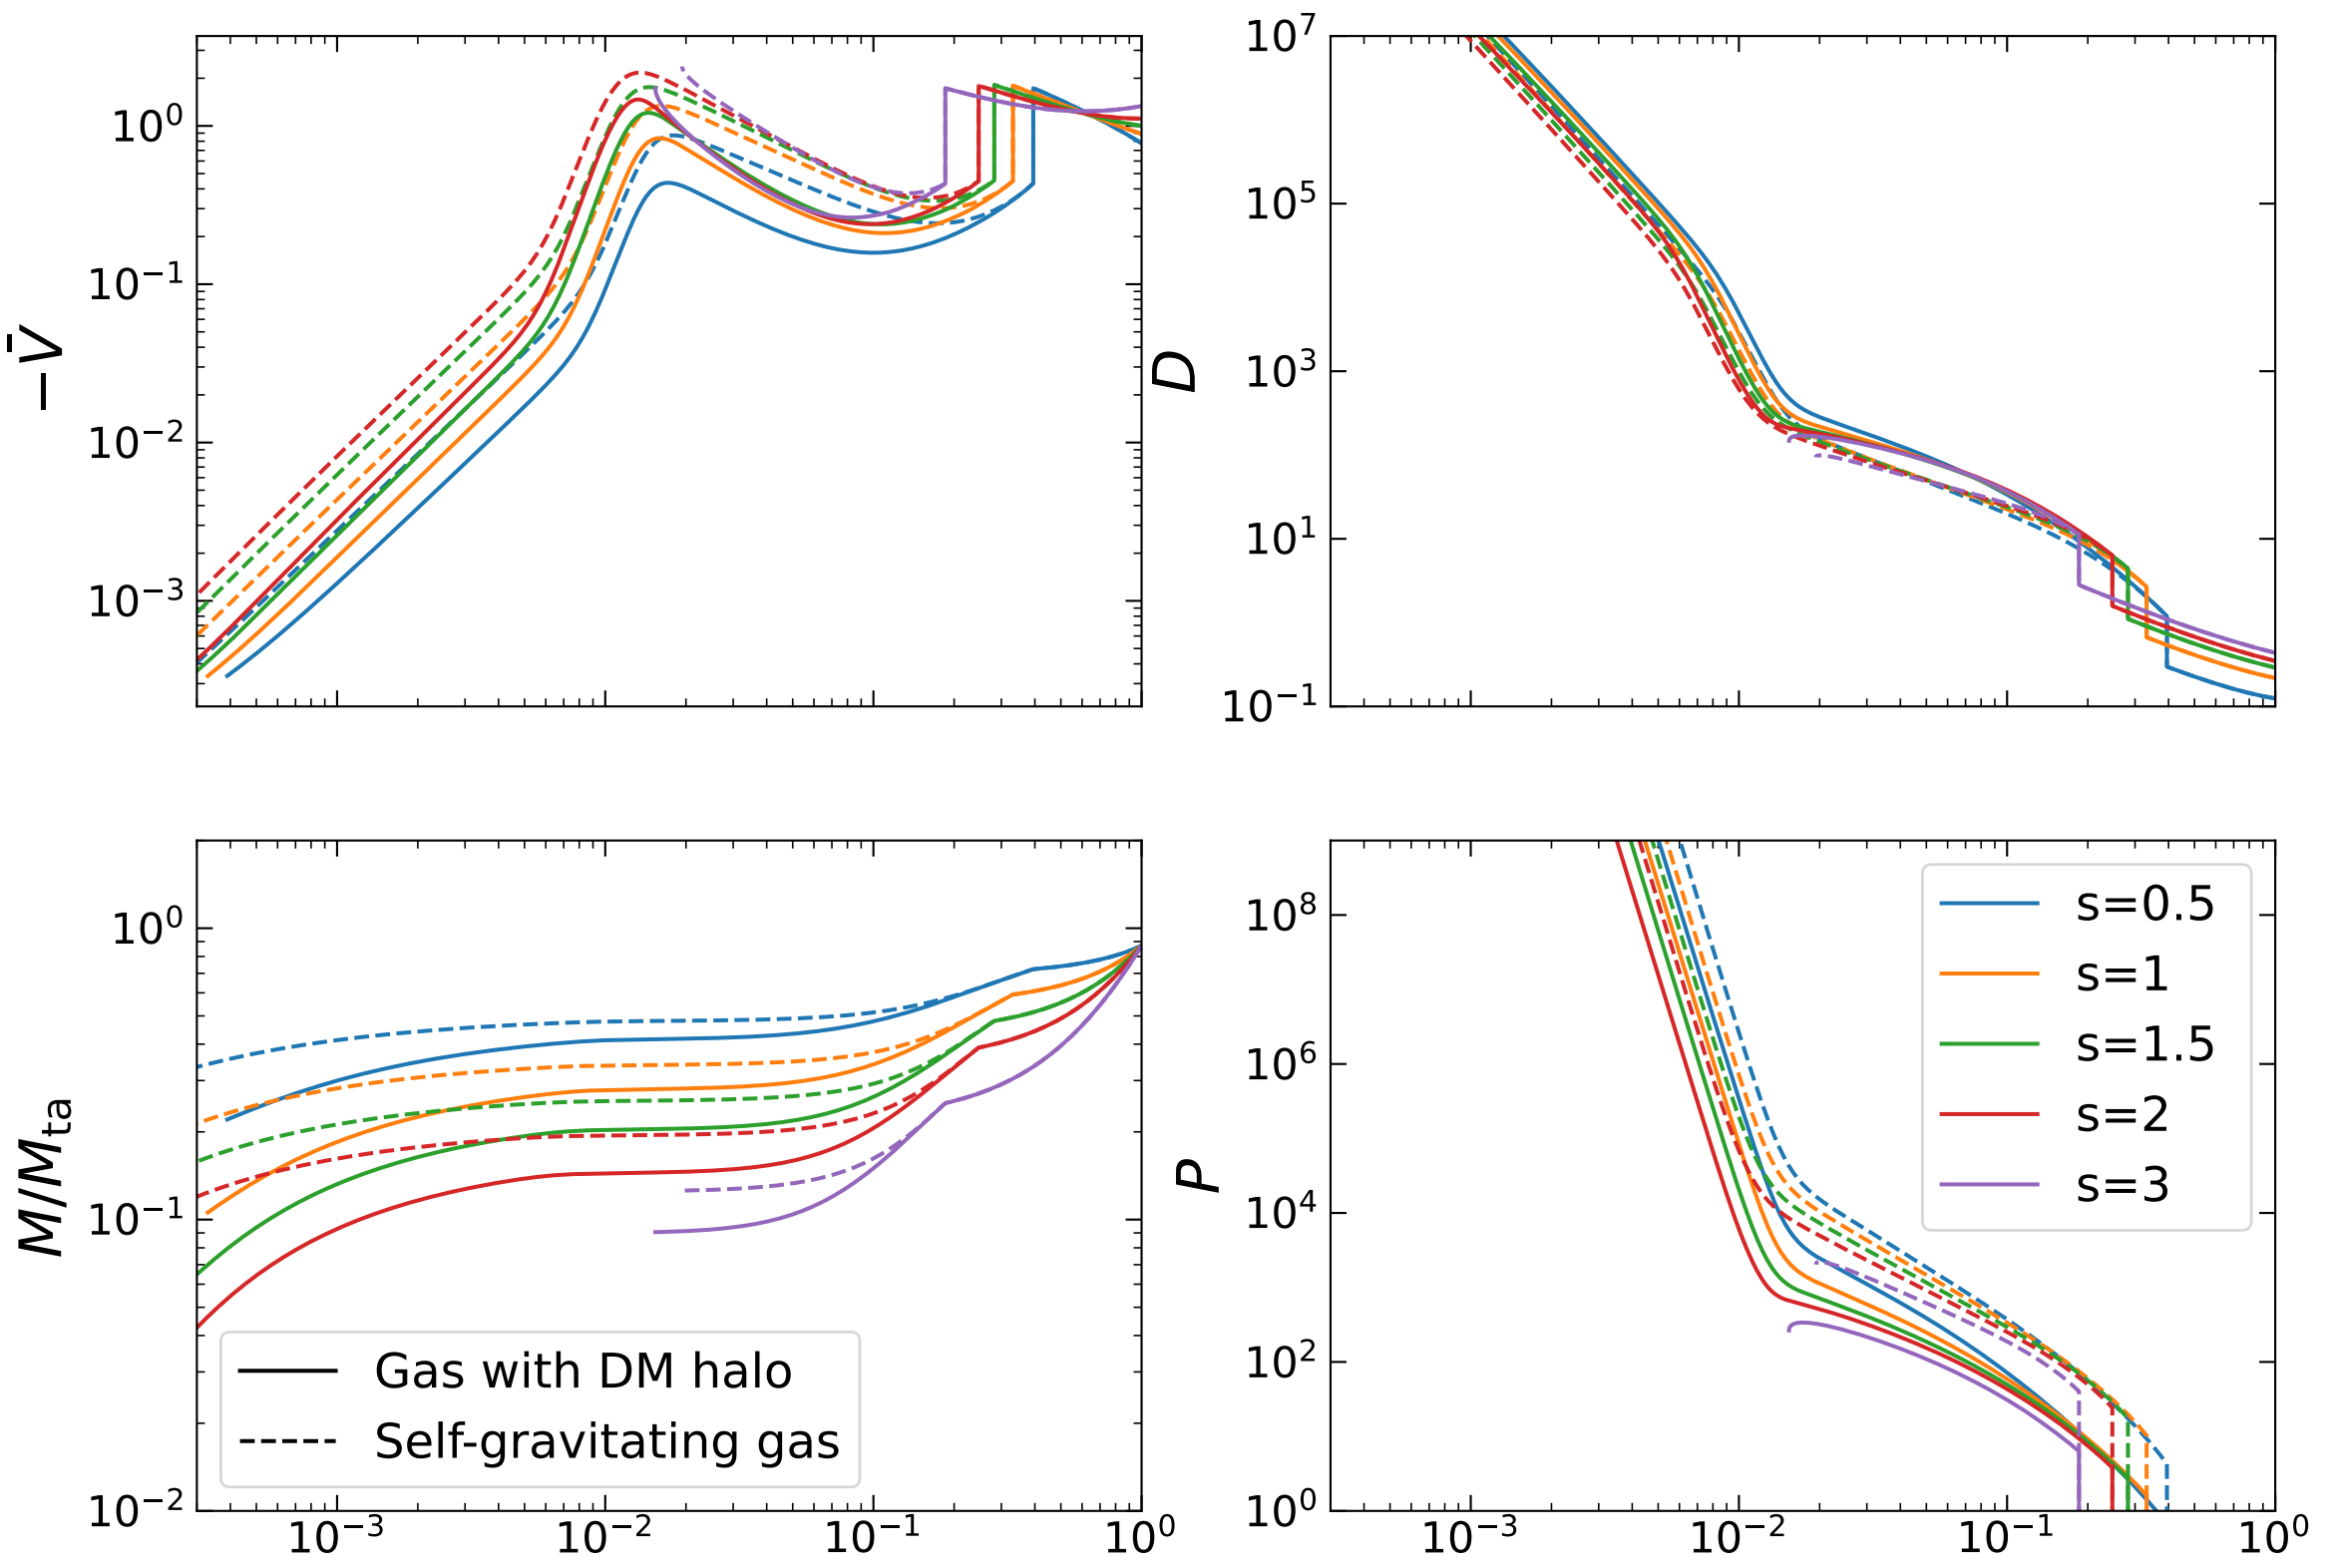 10^0
10^−1
10^−2
10^−3
−V̄
10^7
10^5
10^3
10^1
10^−1
D
10^0
10^−1
10^−2
M/M_ta
Gas with DM halo
Self-gravitating gas
10^−3 10^−2 10^−1 10^0
10^8
10^6
10^4
10^2
10^0
P
s=0.5
s=1
s=1.5
s=2
s=3
10^−3 10^−2 10^−1 10^0